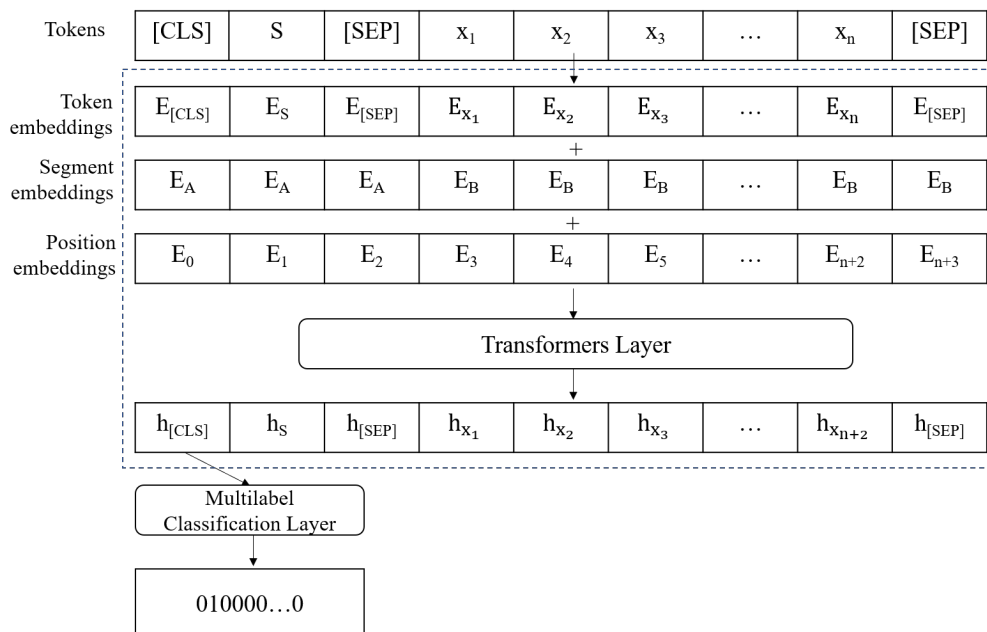 Tokens [CLS] S [SEP] x₁ x₂ x₃ … xₙ [SEP]
Token embeddings E[CLS] ES E[SEP] Ex₁ Ex₂ Ex₃ … Exₙ E[SEP]
+
Segment embeddings EA EA EA EB EB EB … EB EB
+
Position embeddings E₀ E₁ E₂ E₃ E₄ E₅ … Eₙ₊₂ Eₙ₊₃
Transformers Layer
h[CLS] hS h[SEP] hx₁ hx₂ hx₃ … hxₙ₊₂ h[SEP]
Multilabel
Classification Layer
010000…0